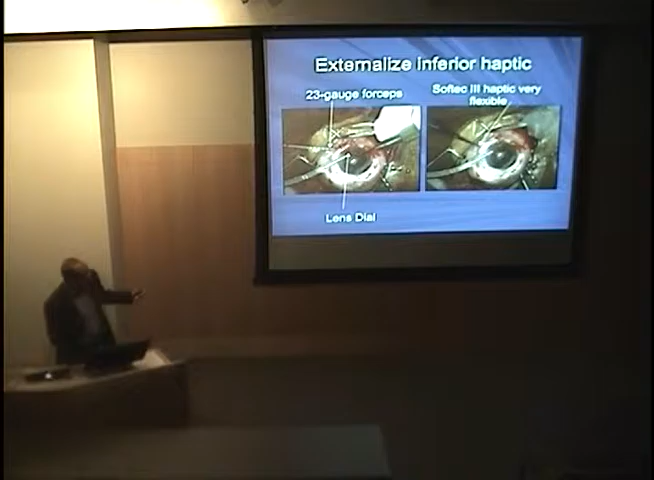 Externalize inferior haptic
23-gauge forceps
Softec III haptic very
flexible
Lens Dial